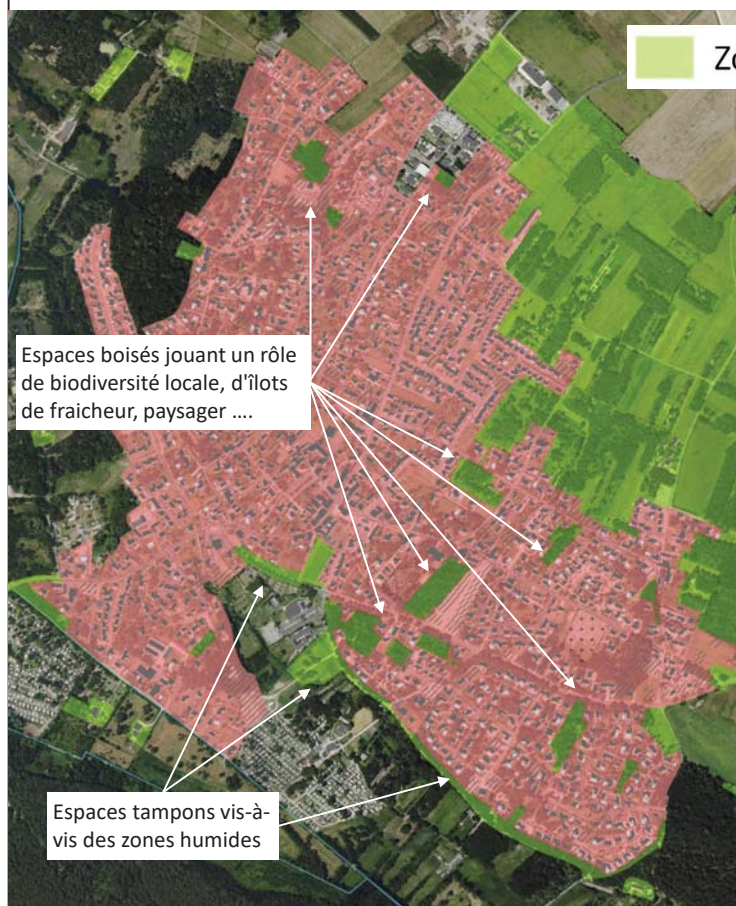 Zo
Espaces boisés jouant un rôle
de biodiversité locale, d'îlots
de fraicheur, paysager ....
Espaces tampons vis-à-
vis des zones humides